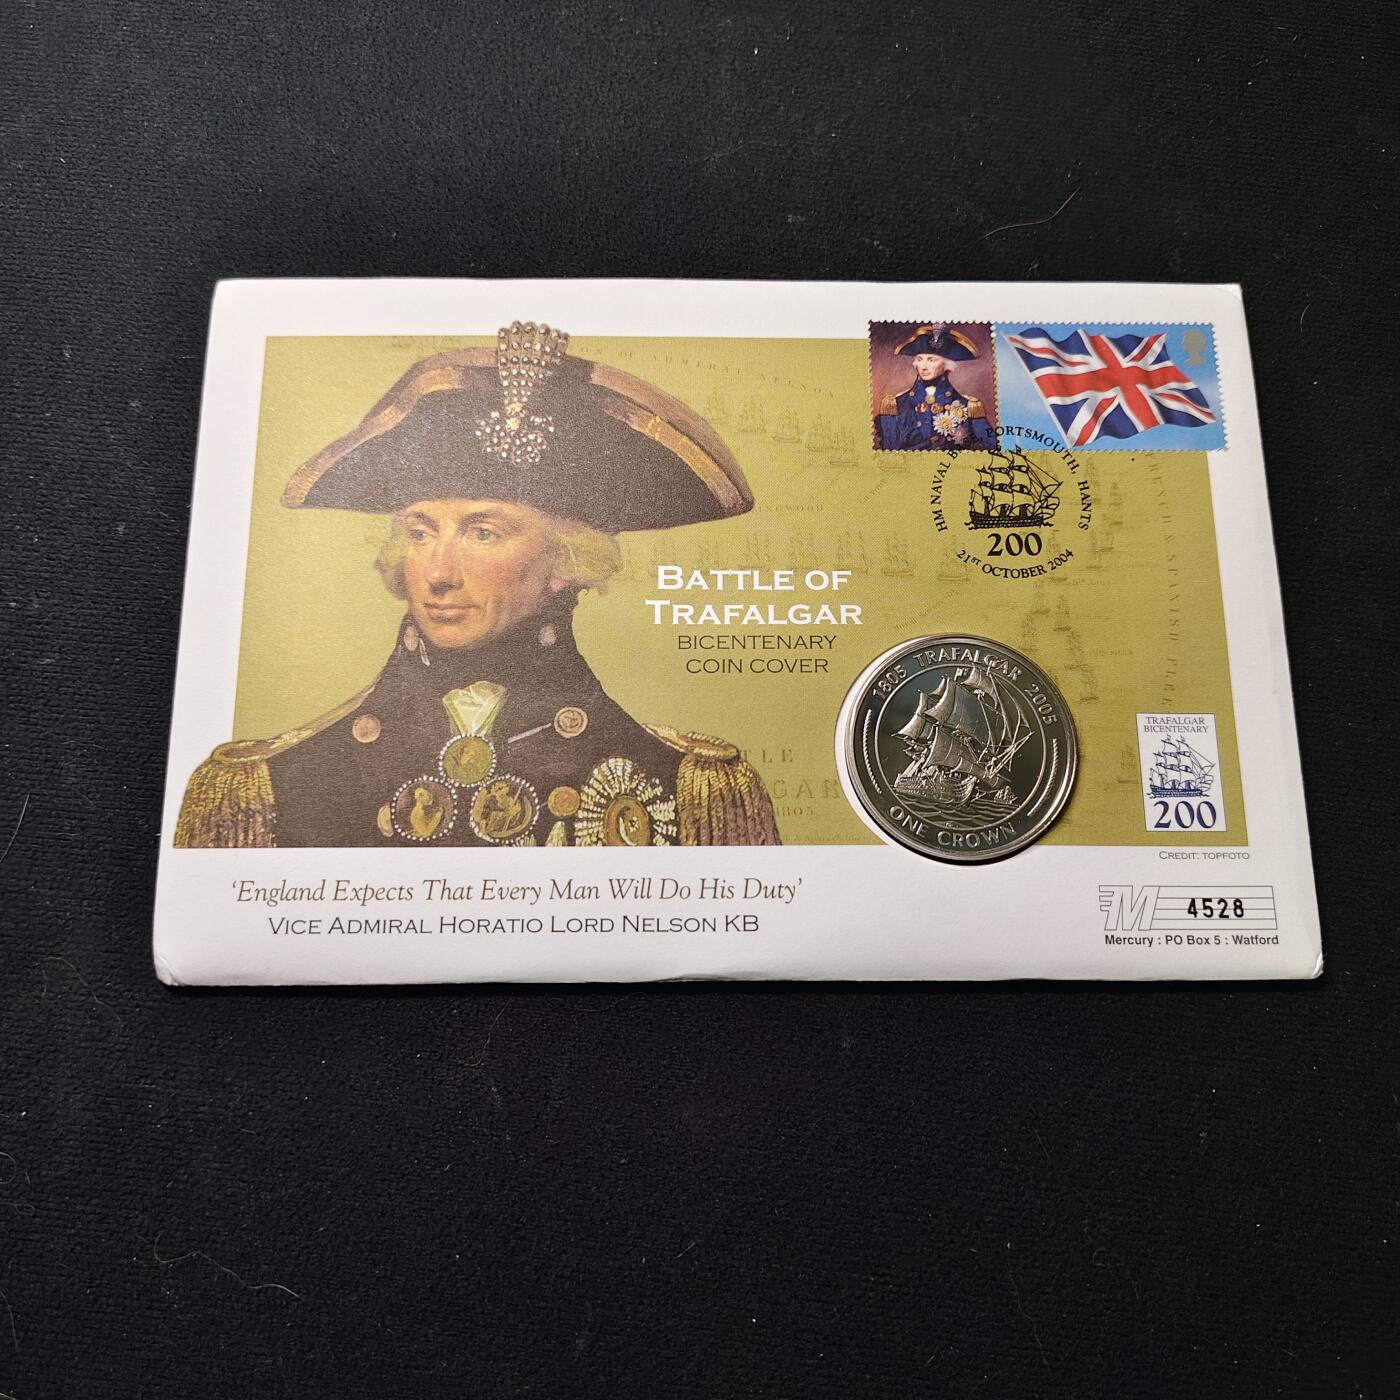 HM NAVAL BASE, PORTSMOUTH, HANTS
200
21ST OCTOBER 2004
BATTLE OF
TRAFALGAR
BICENTENARY
COIN COVER
1805 TRAFALGAR 2005
ONE CROWN
TRAFALGAR
BICENTENARY
200
CREDIT: TOPFOTO
'England Expects That Every Man Will Do His Duty'
VICE ADMIRAL HORATIO LORD NELSON KB
M
4528
Mercury : PO Box 5 : Watford